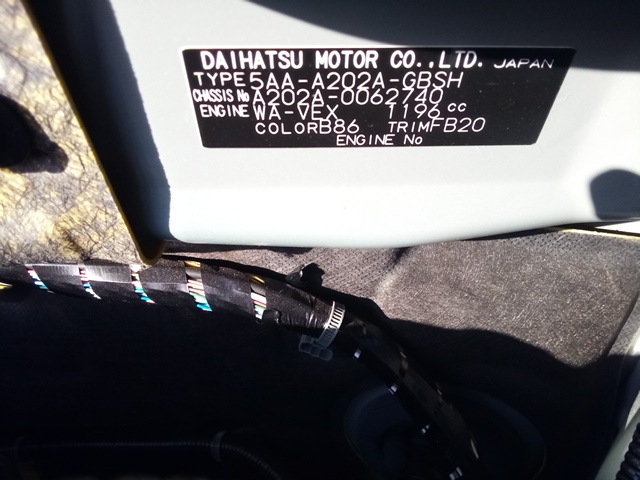 DAIHATSU MOTOR CO.,LTD. JAPAN
TYPE 5AA-A202A-GBSH
CHASSIS No A202A-0062740
ENGINE WA-VEX 1196 cc
COLOR B86 TRIM FB20
ENGINE No